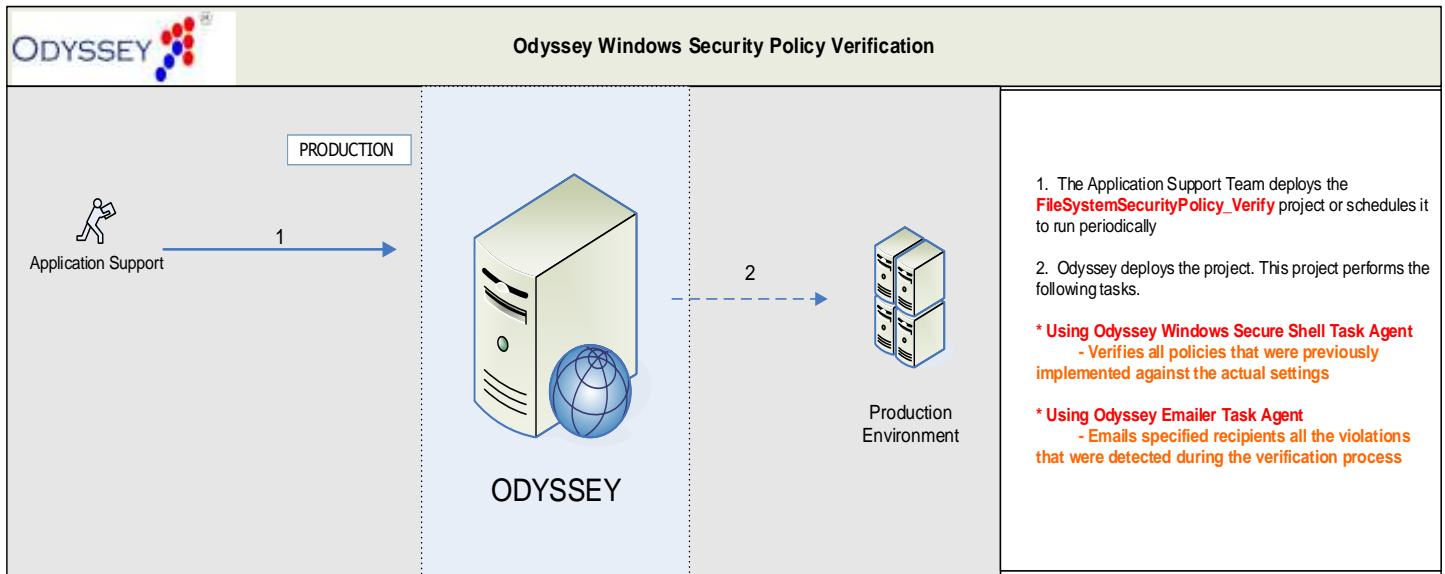 ODYSSEY
Odyssey Windows Security Policy Verification
PRODUCTION
1
Application Support
ODYSSEY
2
Production
Environment
1. The Application Support Team deploys the
FileSystemSecurityPolicy_Verify project or schedules it
to run periodically
2. Odyssey deploys the project. This project performs the
following tasks.
* Using Odyssey Windows Secure Shell Task Agent
- Verifies all policies that were previously
implemented against the actual settings
* Using Odyssey Emailer Task Agent
- Emails specified recipients all the violations
that were detected during the verification process